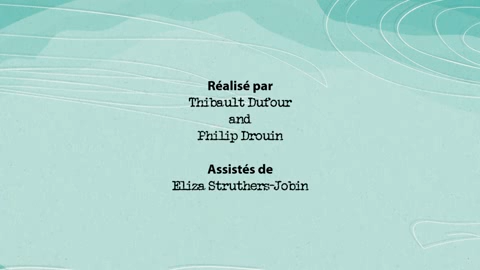 Réalisé par
Thibault Dufour
and
Philip Drouin
Assistés de
Eliza Struthers-Jobin